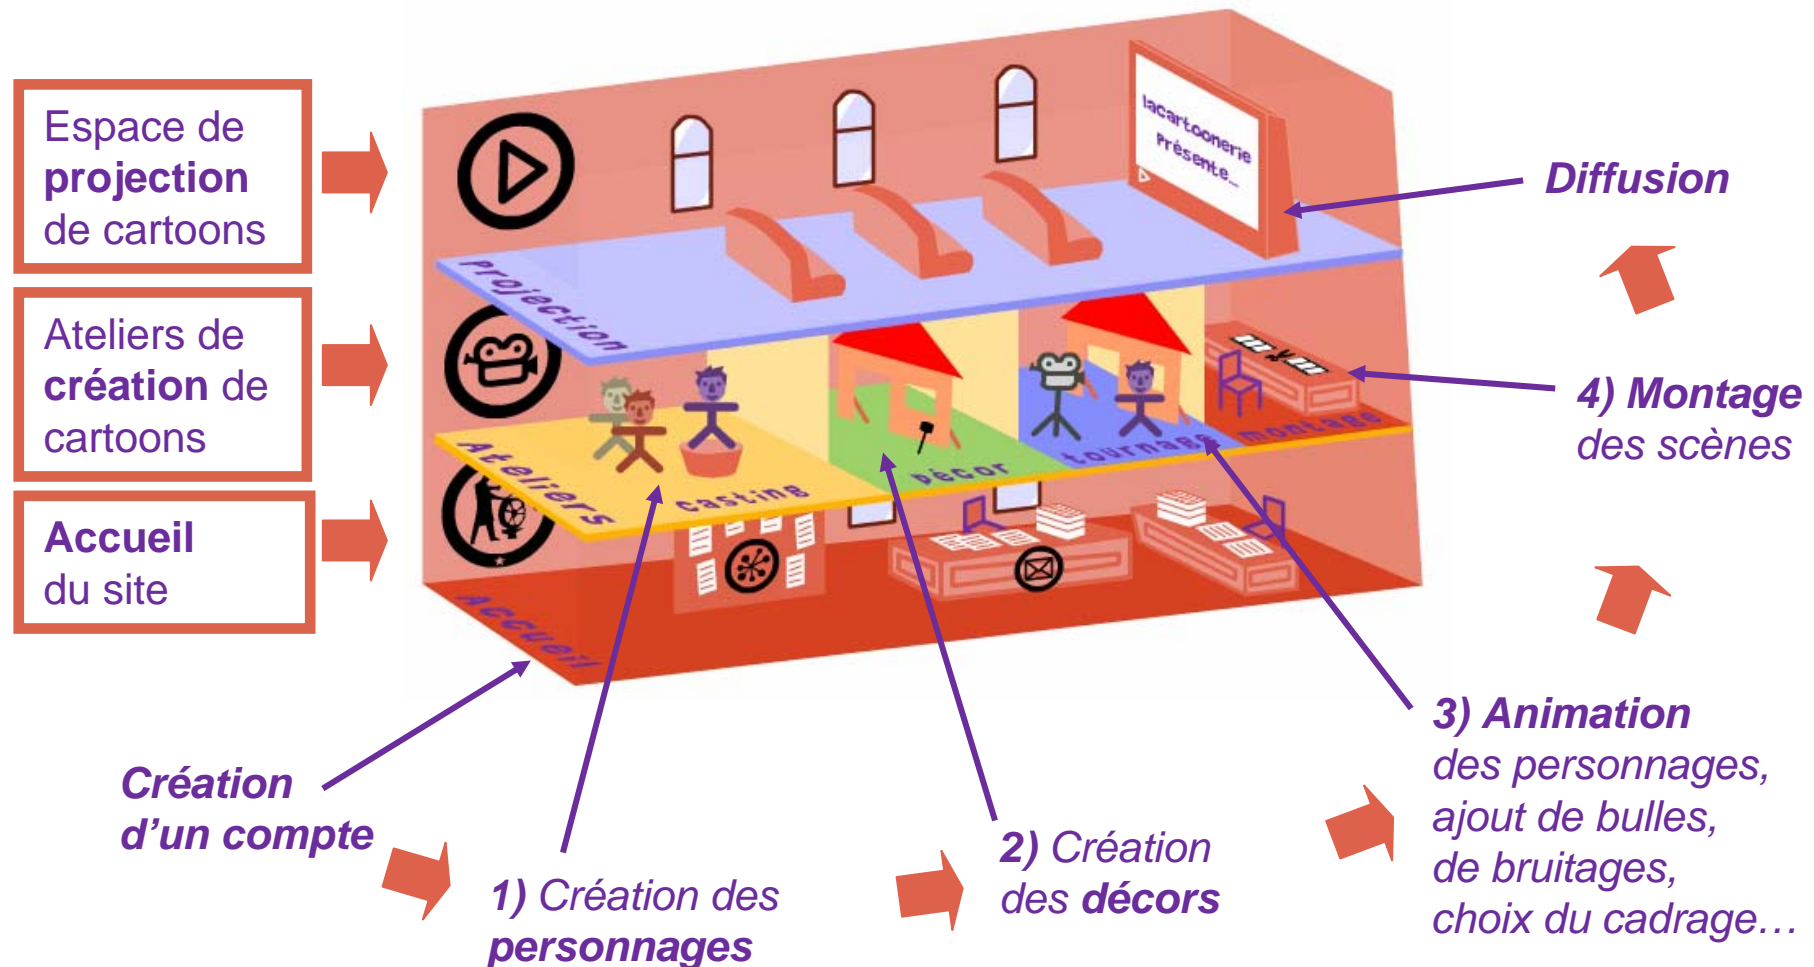 Espace de
projection
de cartoons
Ateliers de
création de
cartoons
Accueil
du site
lacartoonerie
Présente...
projection
Ateliers
casting
Décor
tournage
montage
Accueil
Diffusion
4) Montage
des scènes
Création
d’un compte
1) Création des
personnages
2) Création
des décors
3) Animation
des personnages,
ajout de bulles,
de bruitages,
choix du cadrage…